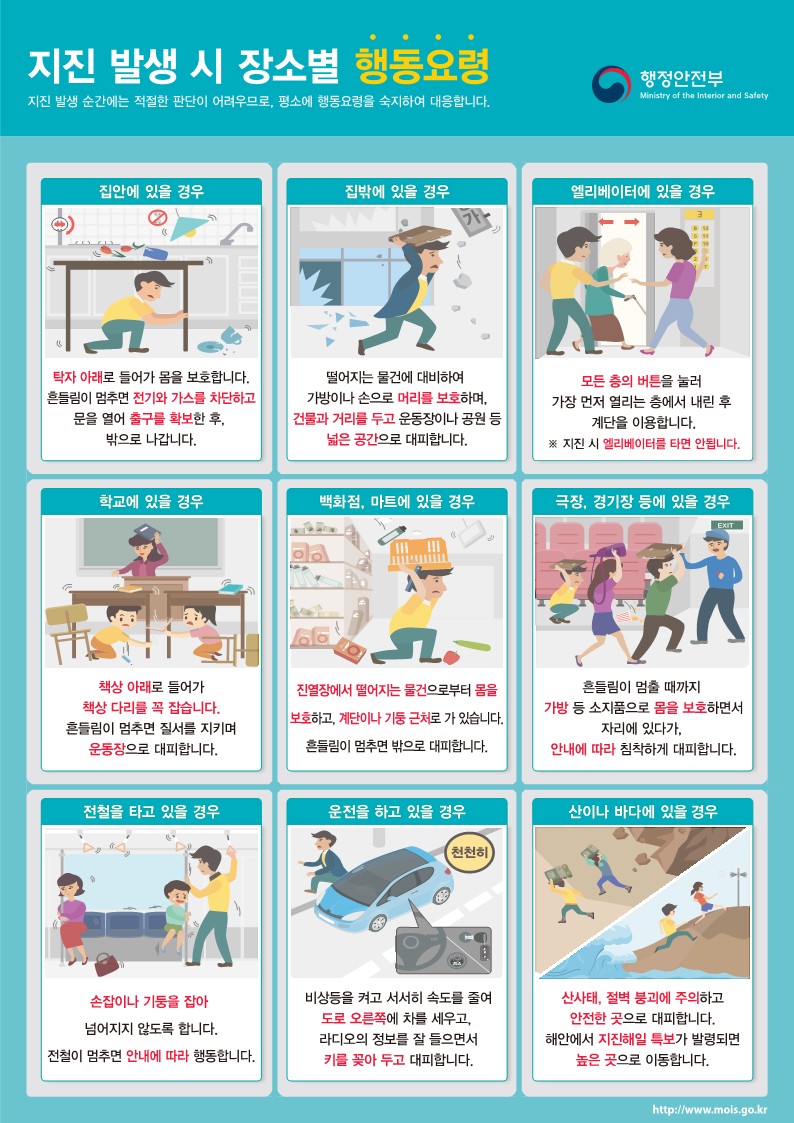 지진 발생 시 장소별 행동요령
지진 발생 순간에는 적절한 판단이 어려우므로, 평소에 행동요령을 숙지하여 대응합니다.
행정안전부
Ministry of the Interior and Safety
집안에 있을 경우
탁자 아래로 들어가 몸을 보호합니다.
흔들림이 멈추면 전기와 가스를 차단하고
문을 열어 출구를 확보한 후,
밖으로 나갑니다.
집밖에 있을 경우
가
떨어지는 물건에 대비하여
가방이나 손으로 머리를 보호하며,
건물과 거리를 두고 운동장이나 공원 등
넓은 공간으로 대피합니다.
엘리베이터에 있을 경우
3
모든 층의 버튼을 눌러
가장 먼저 열리는 층에서 내린 후
계단을 이용합니다.
※ 지진 시 엘리베이터를 타면 안됩니다.
학교에 있을 경우
책상 아래로 들어가
책상 다리를 꼭 잡습니다.
흔들림이 멈추면 질서를 지키며
운동장으로 대피합니다.
백화점, 마트에 있을 경우
진열장에서 떨어지는 물건으로부터 몸을
보호하고, 계단이나 기둥 근처로 가 있습니다.
흔들림이 멈추면 밖으로 대피합니다.
극장, 경기장 등에 있을 경우
EXIT
흔들림이 멈출 때까지
가방 등 소지품으로 몸을 보호하면서
자리에 있다가,
안내에 따라 침착하게 대피합니다.
전철을 타고 있을 경우
손잡이나 기둥을 잡아
넘어지지 않도록 합니다.
전철이 멈추면 안내에 따라 행동합니다.
운전을 하고 있을 경우
천천히
비상등을 켜고 서서히 속도를 줄여
도로 오른쪽에 차를 세우고,
라디오의 정보를 잘 들으면서
키를 꽂아 두고 대피합니다.
산이나 바다에 있을 경우
산사태, 절벽 붕괴에 주의하고
안전한 곳으로 대피합니다.
해안에서 지진해일 특보가 발령되면
높은 곳으로 이동합니다.
http://www.mois.go.kr